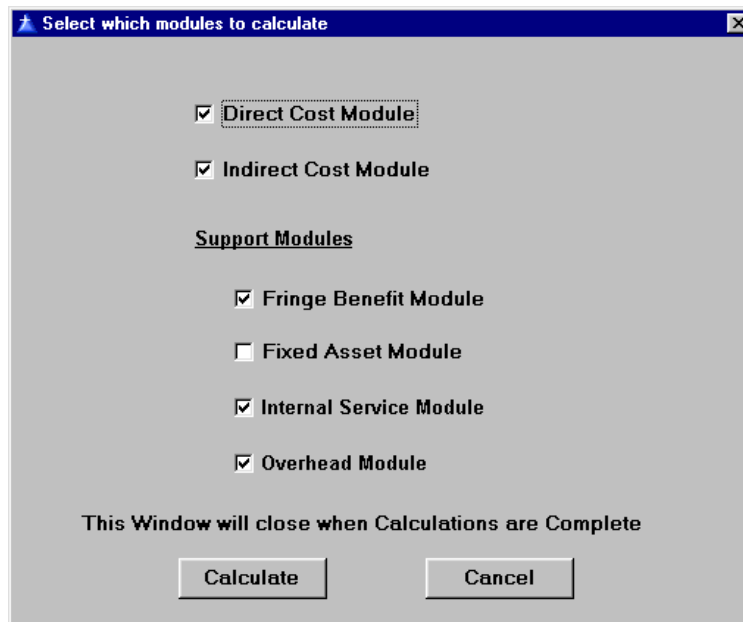 Select which modules to calculate
Direct Cost Module
Indirect Cost Module
Support Modules
Fringe Benefit Module
Fixed Asset Module
Internal Service Module
Overhead Module
This Window will close when Calculations are Complete
Calculate Cancel